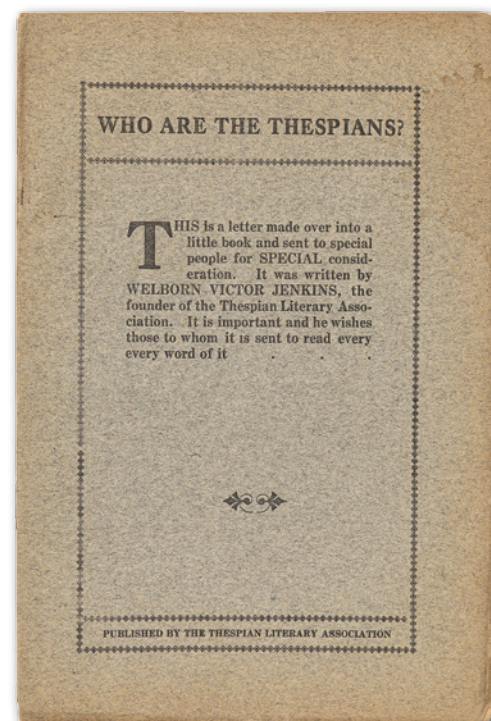 WHO ARE THE THESPIANS?
THIS is a letter made over into a
little book and sent to special
people for SPECIAL consid-
eration. It was written by
WELBORN VICTOR JENKINS, the
founder of the Thespian Literary Asso-
ciation. It is important and he wishes
those to whom it is sent to read every
every word of it . . .
PUBLISHED BY THE THESPIAN LITERARY ASSOCIATION